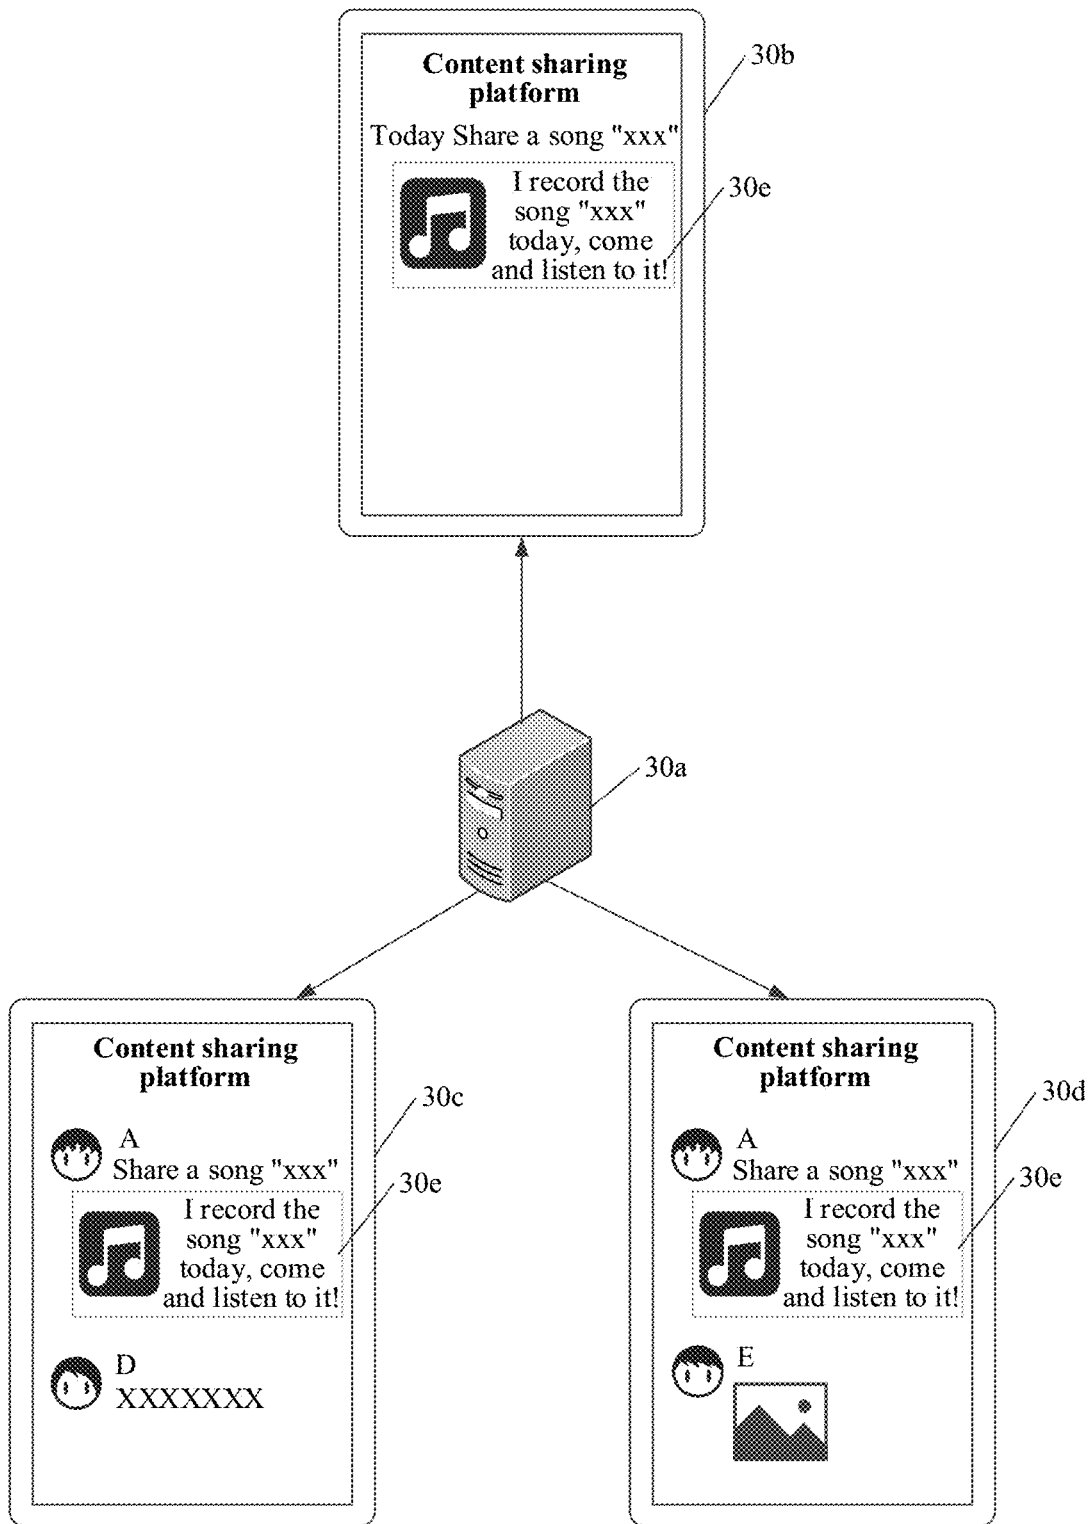 Content sharing
platform
30b
Today Share a song "xxx"
I record the
song "xxx"
today, come
and listen to it!
30e
30a
Content sharing
platform
30c
A
Share a song "xxx"
30e
I record the
song "xxx"
today, come
and listen to it!
D
XXXXXXX
Content sharing
platform
30d
A
Share a song "xxx"
30e
I record the
song "xxx"
today, come
and listen to it!
E